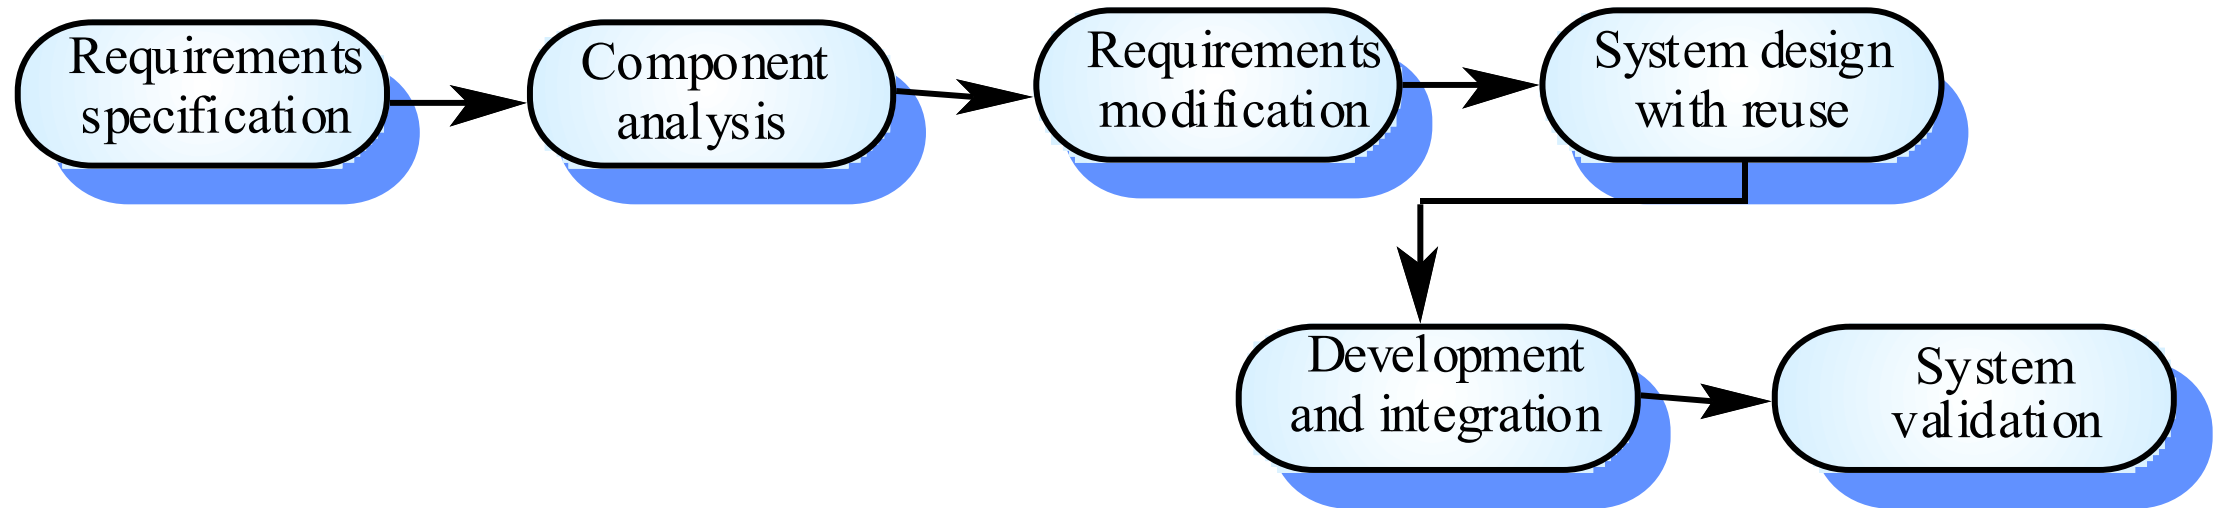 Requirements
specification
Component
analysis
Requirements
modification
System design
with reuse
Development
and integration
System
validation